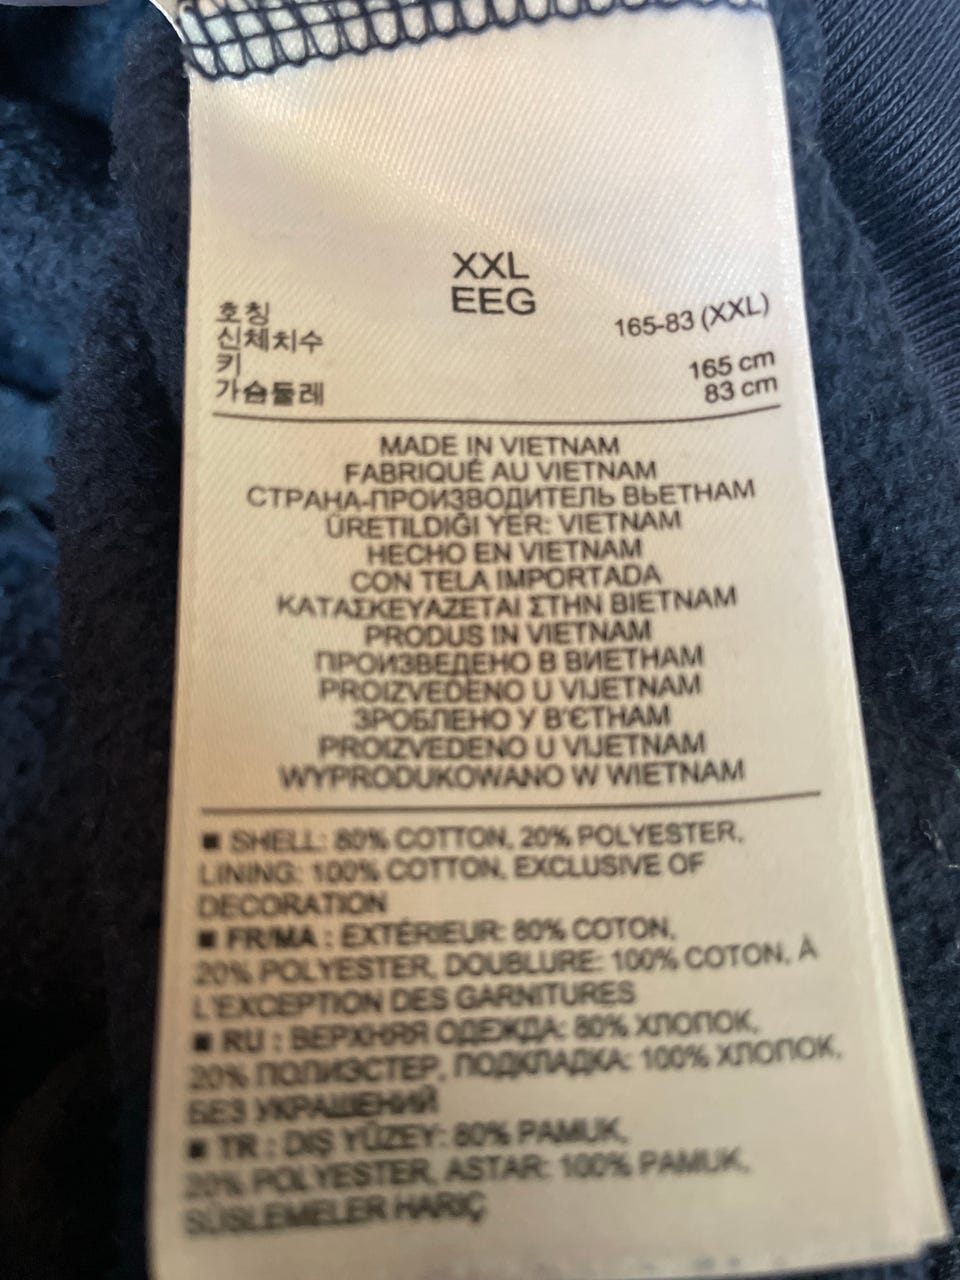 XXL
EEG
호칭 165-83 (XXL)
신체치수
키 165 cm
가슴둘레 83 cm
MADE IN VIETNAM
FABRIQUÉ AU VIETNAM
СТРАНА-ПРОИЗВОДИТЕЛЬ ВЬЕТНАМ
ÜRETILDIĞI YER: VIETNAM
HECHO EN VIETNAM
CON TELA IMPORTADA
ΚΑΤΑΣΚΕΥΑΖΕΤΑΙ ΣΤΗΝ ΒΙΕΤΝΑΜ
PRODUS IN VIETNAM
ПРОИЗВЕДЕНО В ВИЕТНАМ
PROIZVEDENO U VIJETNAM
ЗРОБЛЕНО У В'ЄТНАМ
PROIZVEDENO U VIJETNAM
WYPRODUKOWANO W WIETNAM
■ SHELL: 80% COTTON, 20% POLYESTER,
LINING: 100% COTTON, EXCLUSIVE OF
DECORATION
■ FR/MA : EXTÉRIEUR: 80% COTON,
20% POLYESTER, DOUBLURE: 100% COTON, À
L'EXCEPTION DES GARNITURES
■ RU : ВЕРХНЯЯ ОДЕЖДА: 80% ХЛОПОК,
20% ПОЛИЭСТЕР, ПОДКЛАДКА: 100% ХЛОПОК,
БЕЗ УКРАШЕНИЙ
■ TR : DIŞ YÜZEY: 80% PAMUK,
20% POLYESTER, ASTAR: 100% PAMUK,
SÜSLEMELER HARIÇ